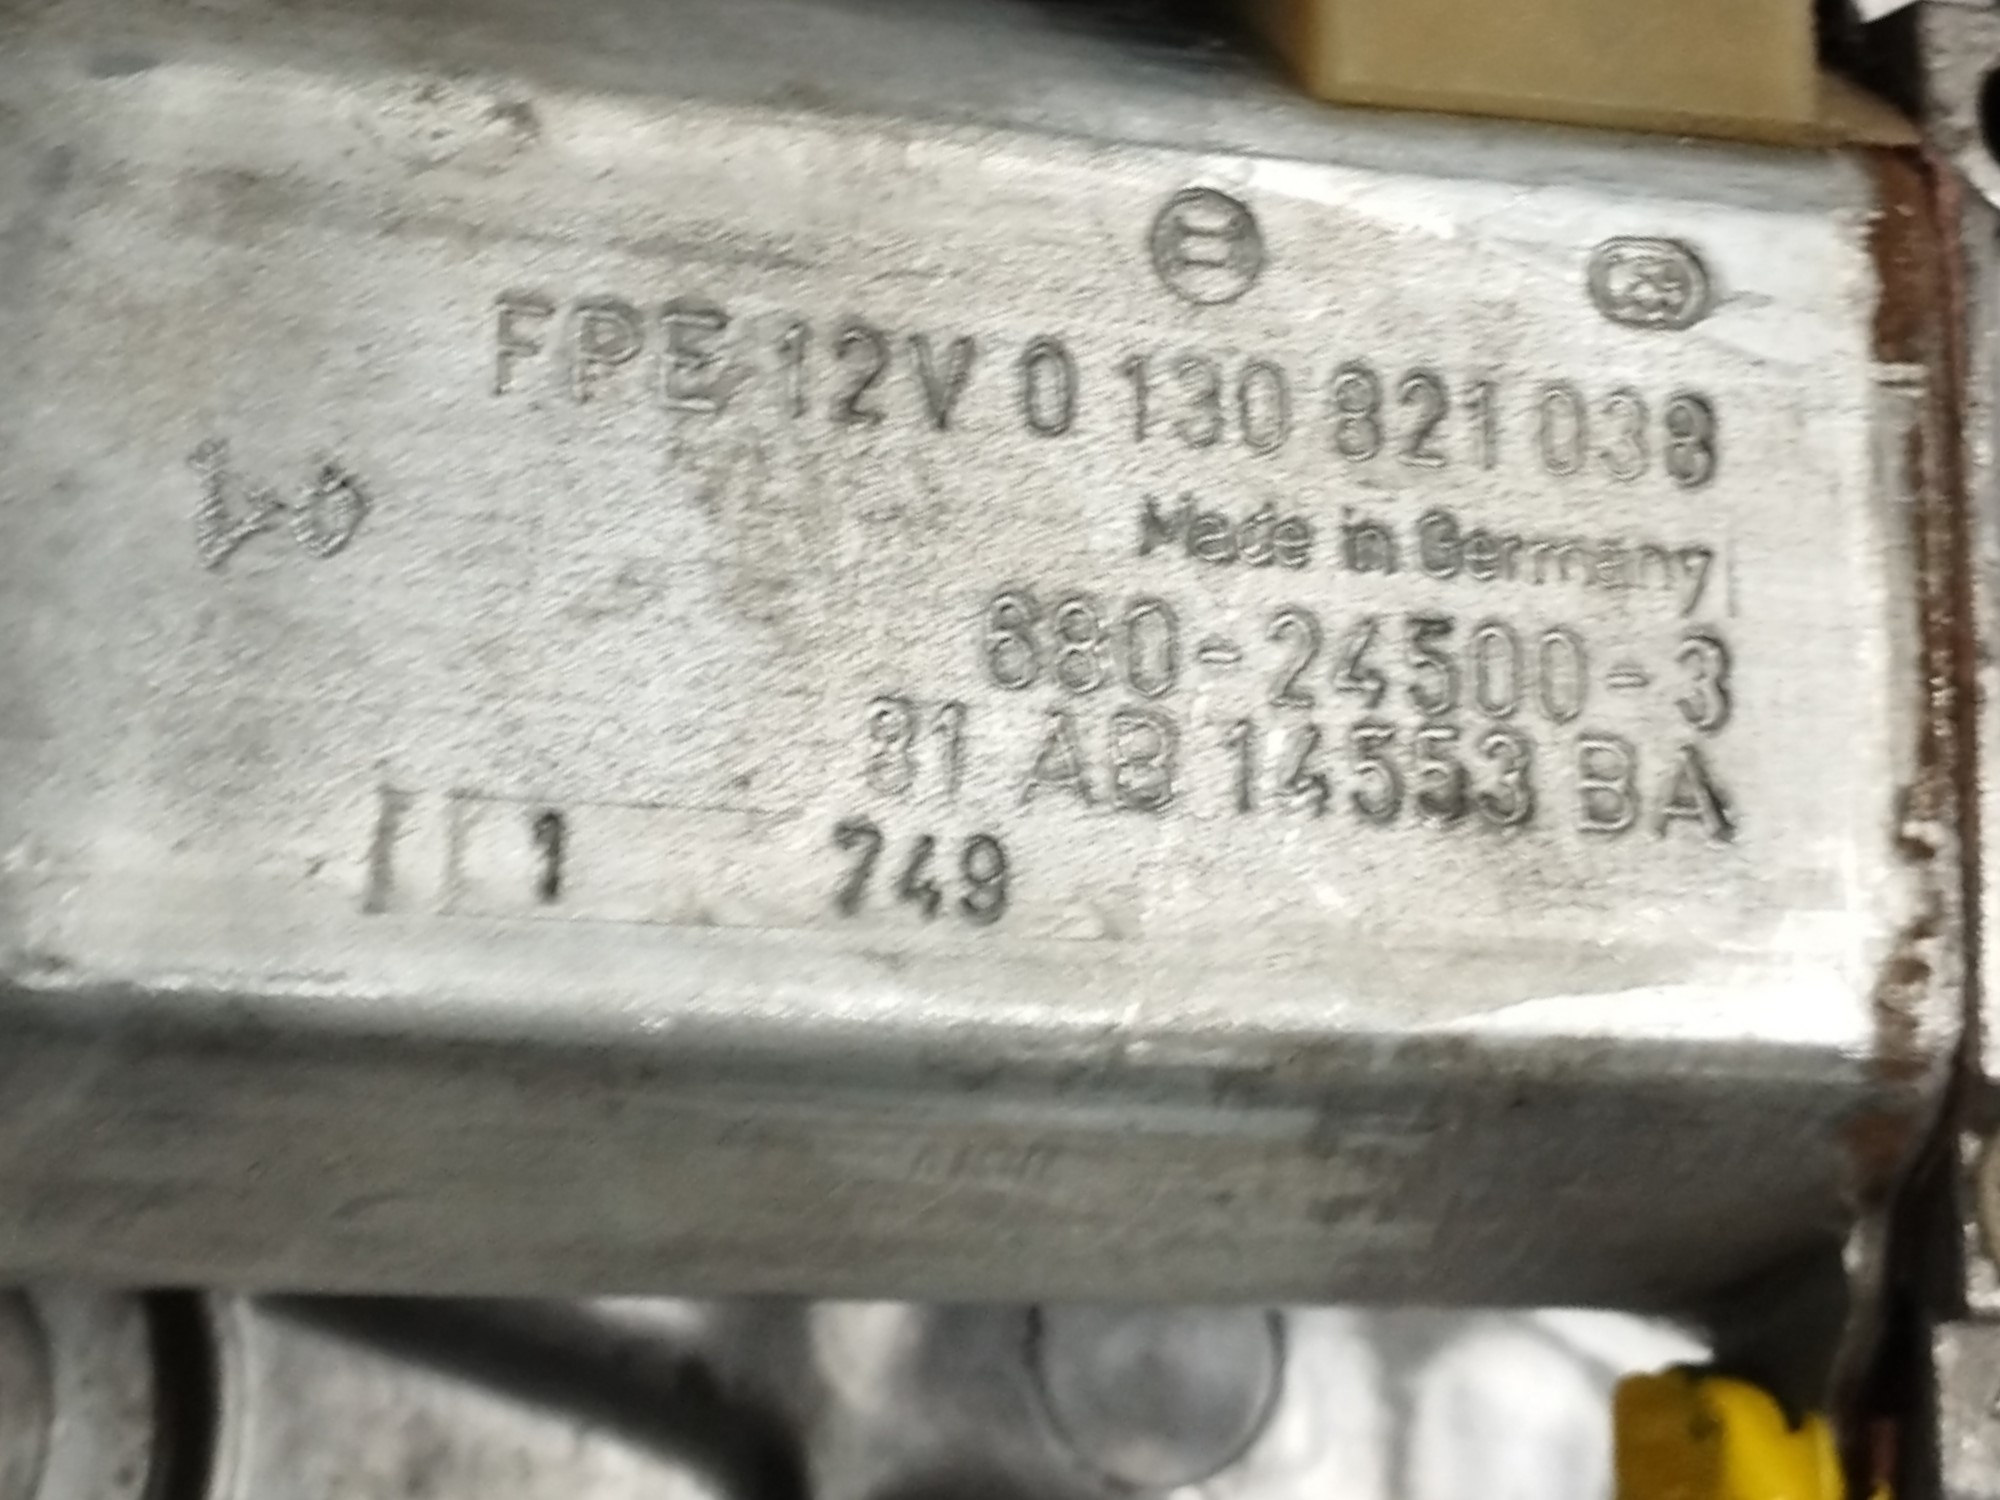 FPE 12V 0 130 821 038
Made in Germany
680-24500-3
81 AB 14553 BA
1 749